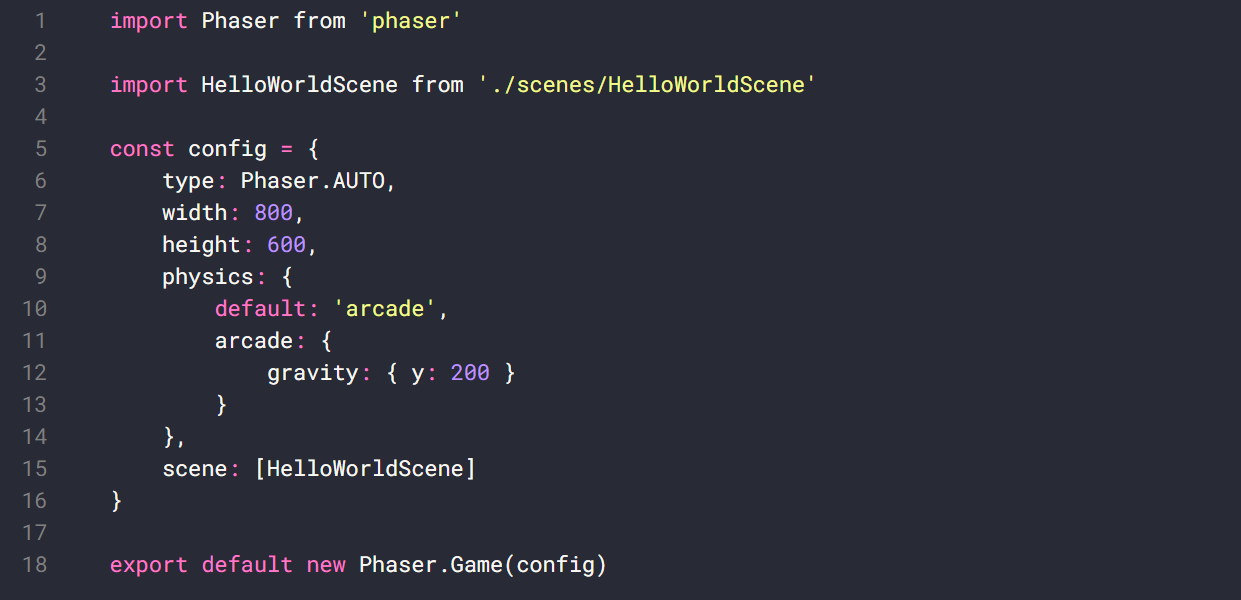 1 import Phaser from 'phaser'
2
3 import HelloWorldScene from './scenes/HelloWorldScene'
4
5 const config = {
6     type: Phaser.AUTO,
7     width: 800,
8     height: 600,
9     physics: {
10         default: 'arcade',
11         arcade: {
12             gravity: { y: 200 }
13         }
14     },
15     scene: [HelloWorldScene]
16 }
17
18 export default new Phaser.Game(config)